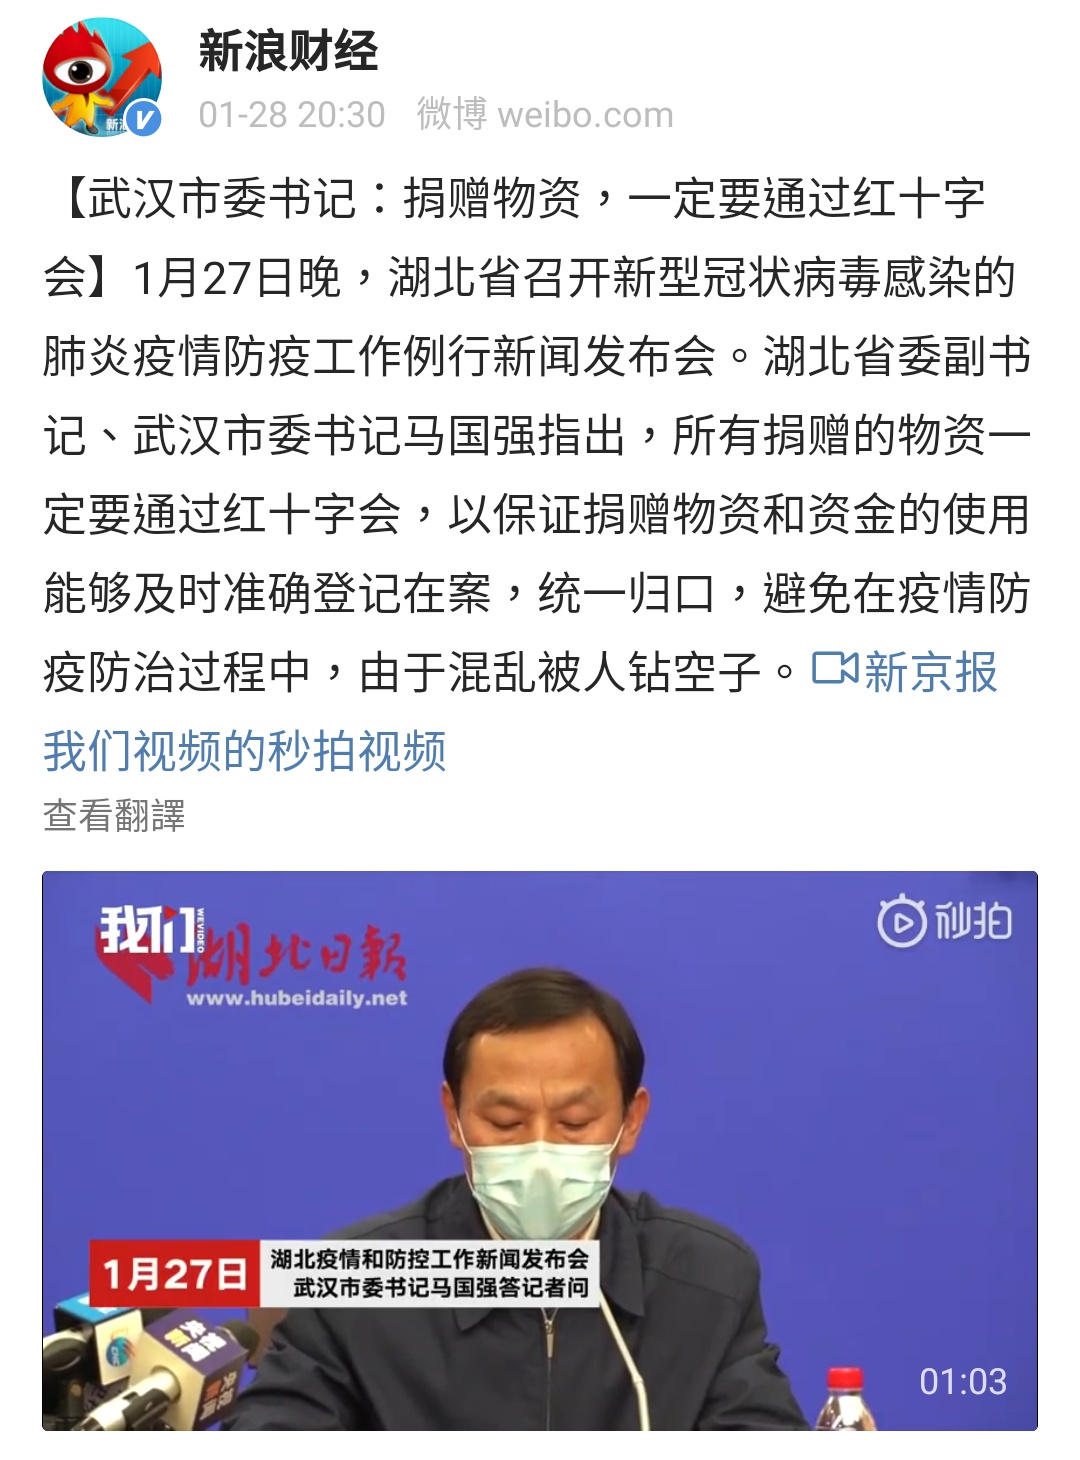 新浪财经
01-28 20:30 微博 weibo.com
【武汉市委书记：捐赠物资，一定要通过红十字
会】1月27日晚，湖北省召开新型冠状病毒感染的
肺炎疫情防疫工作例行新闻发布会。湖北省委副书
记、武汉市委书记马国强指出，所有捐赠的物资一
定要通过红十字会，以保证捐赠物资和资金的使用
能够及时准确登记在案，统一归口，避免在疫情防
疫防治过程中，由于混乱被人钻空子。新京报
我们视频的秒拍视频
查看翻譯
我们 WEVIDEO
湖北日報
www.hubeidaily.net
秒拍
1月27日
湖北疫情和防控工作新闻发布会
武汉市委书记马国强答记者问
央视
新闻
01:03